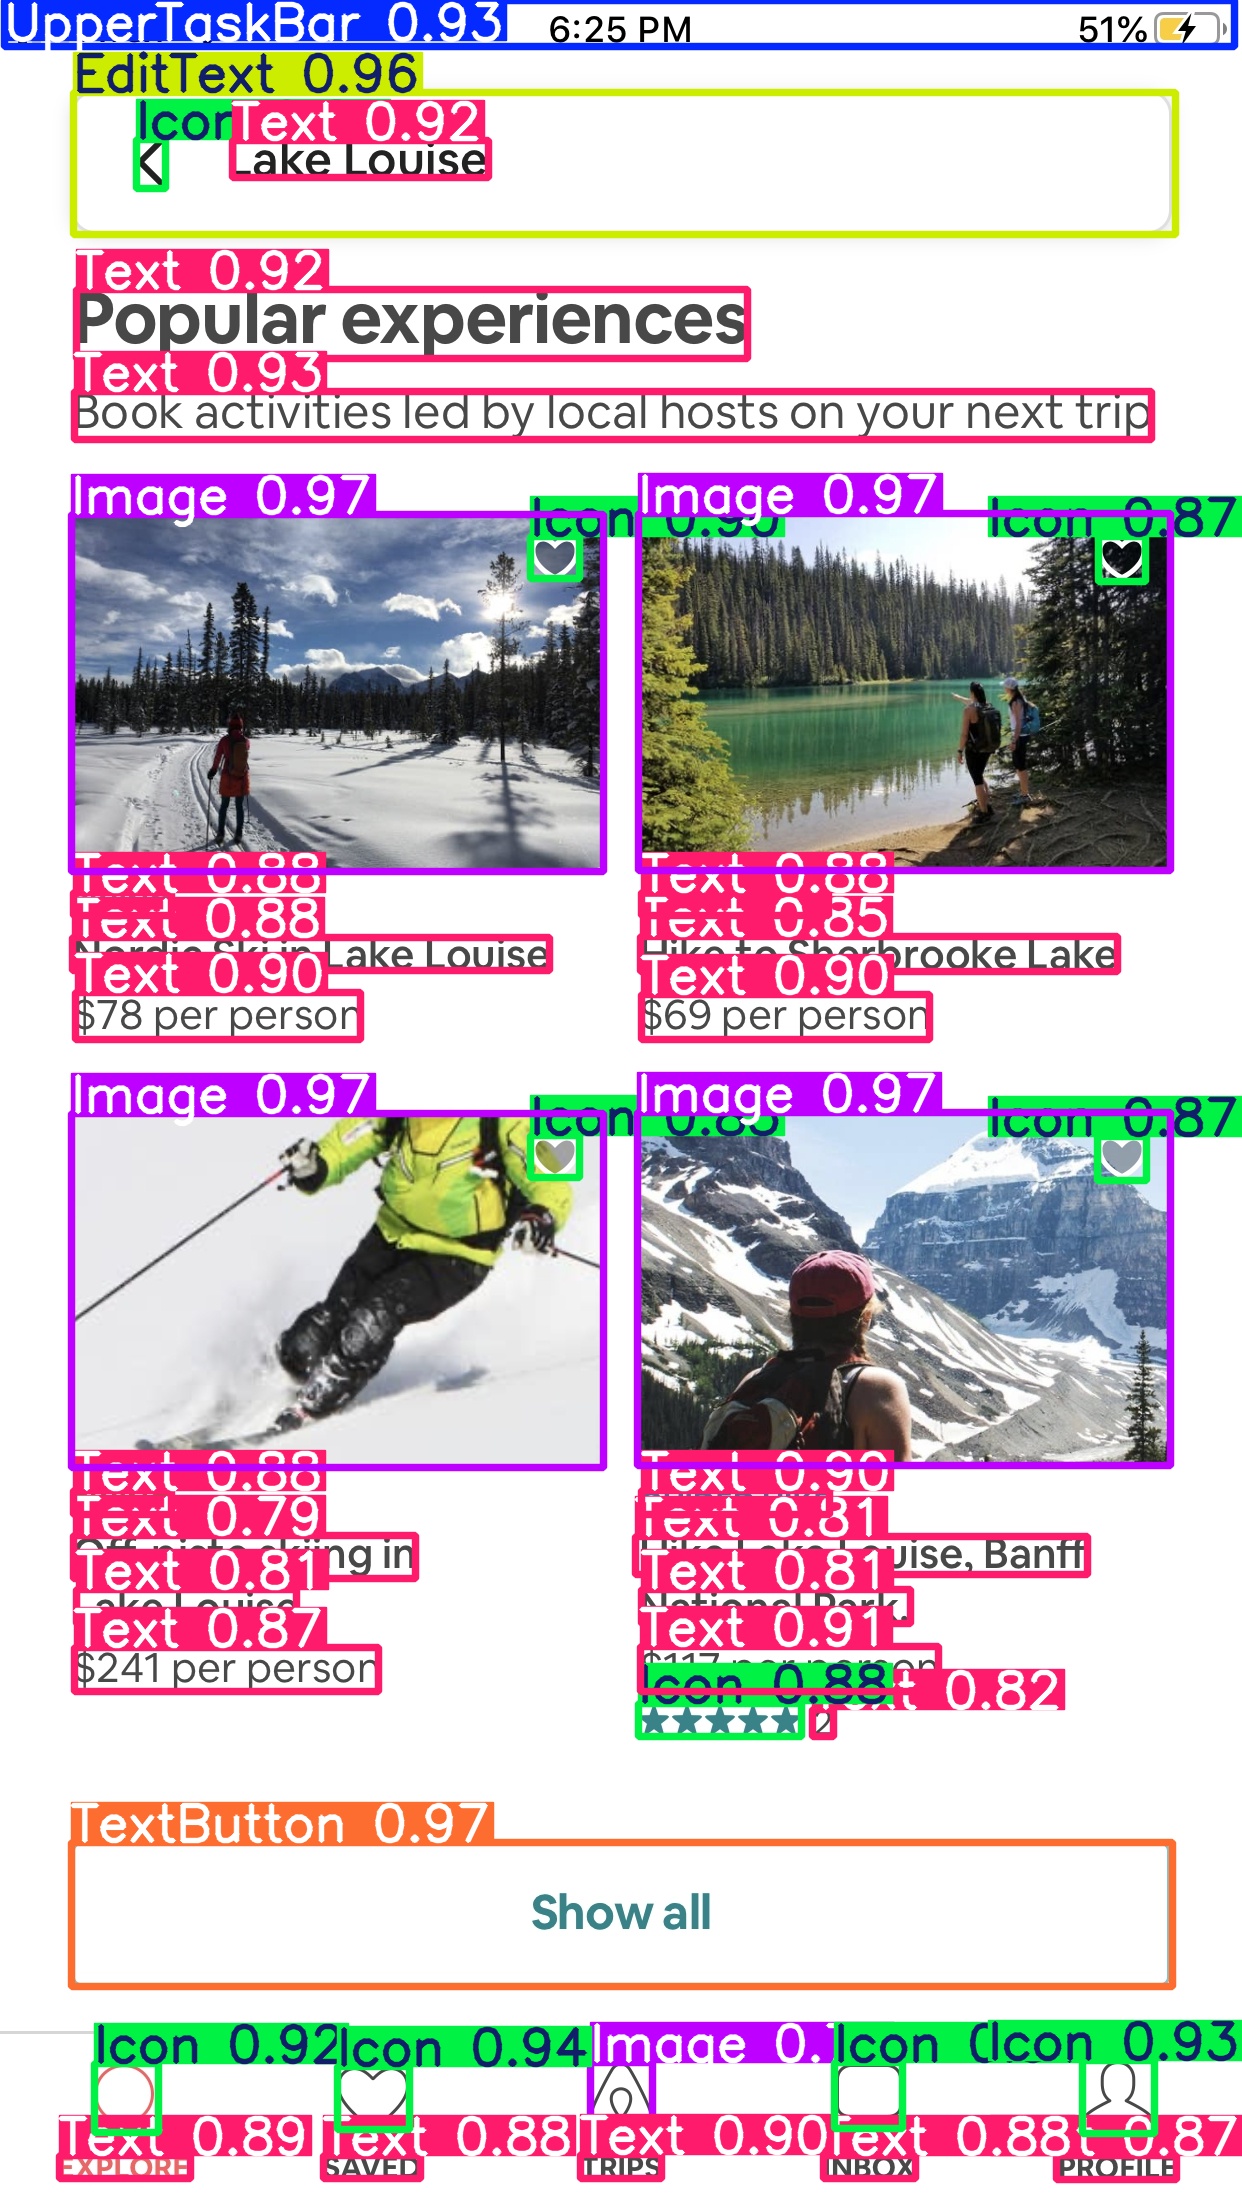 UpperTaskBar 0.93 6:25 PM 51%
EditText 0.96
Icon Text 0.92
Lake Louise
Text 0.92
Popular experiences
Text 0.93
Book activities led by local hosts on your next trip
Image 0.97 Icon 0.90 Image 0.97 Icon 0.87
Text 0.88 Text 0.88
Text 0.88 Text 0.85
Nordic Ski in Lake Louise Hike to Sherbrooke Lake
Text 0.90 Text 0.90
$78 per person $69 per person
Image 0.97 Icon 0.85 Image 0.97 Icon 0.87
Text 0.88 Text 0.90
Text 0.79 Text 0.81
Off-piste skiing in Hike Lake Louise, Banff
Text 0.81 Text 0.81
Lake Louise National Park.
Text 0.87 Text 0.91
$241 per person $117 per person
Icon 0.88 Text 0.82
★★★★★ 2
TextButton 0.97
Show all
Icon 0.92 Icon 0.94 Image 0. Icon Icon 0.93
Text 0.89 Text 0.88 Text 0.90 Text 0.88 0.87
EXPLORE SAVED TRIPS INBOX PROFILE